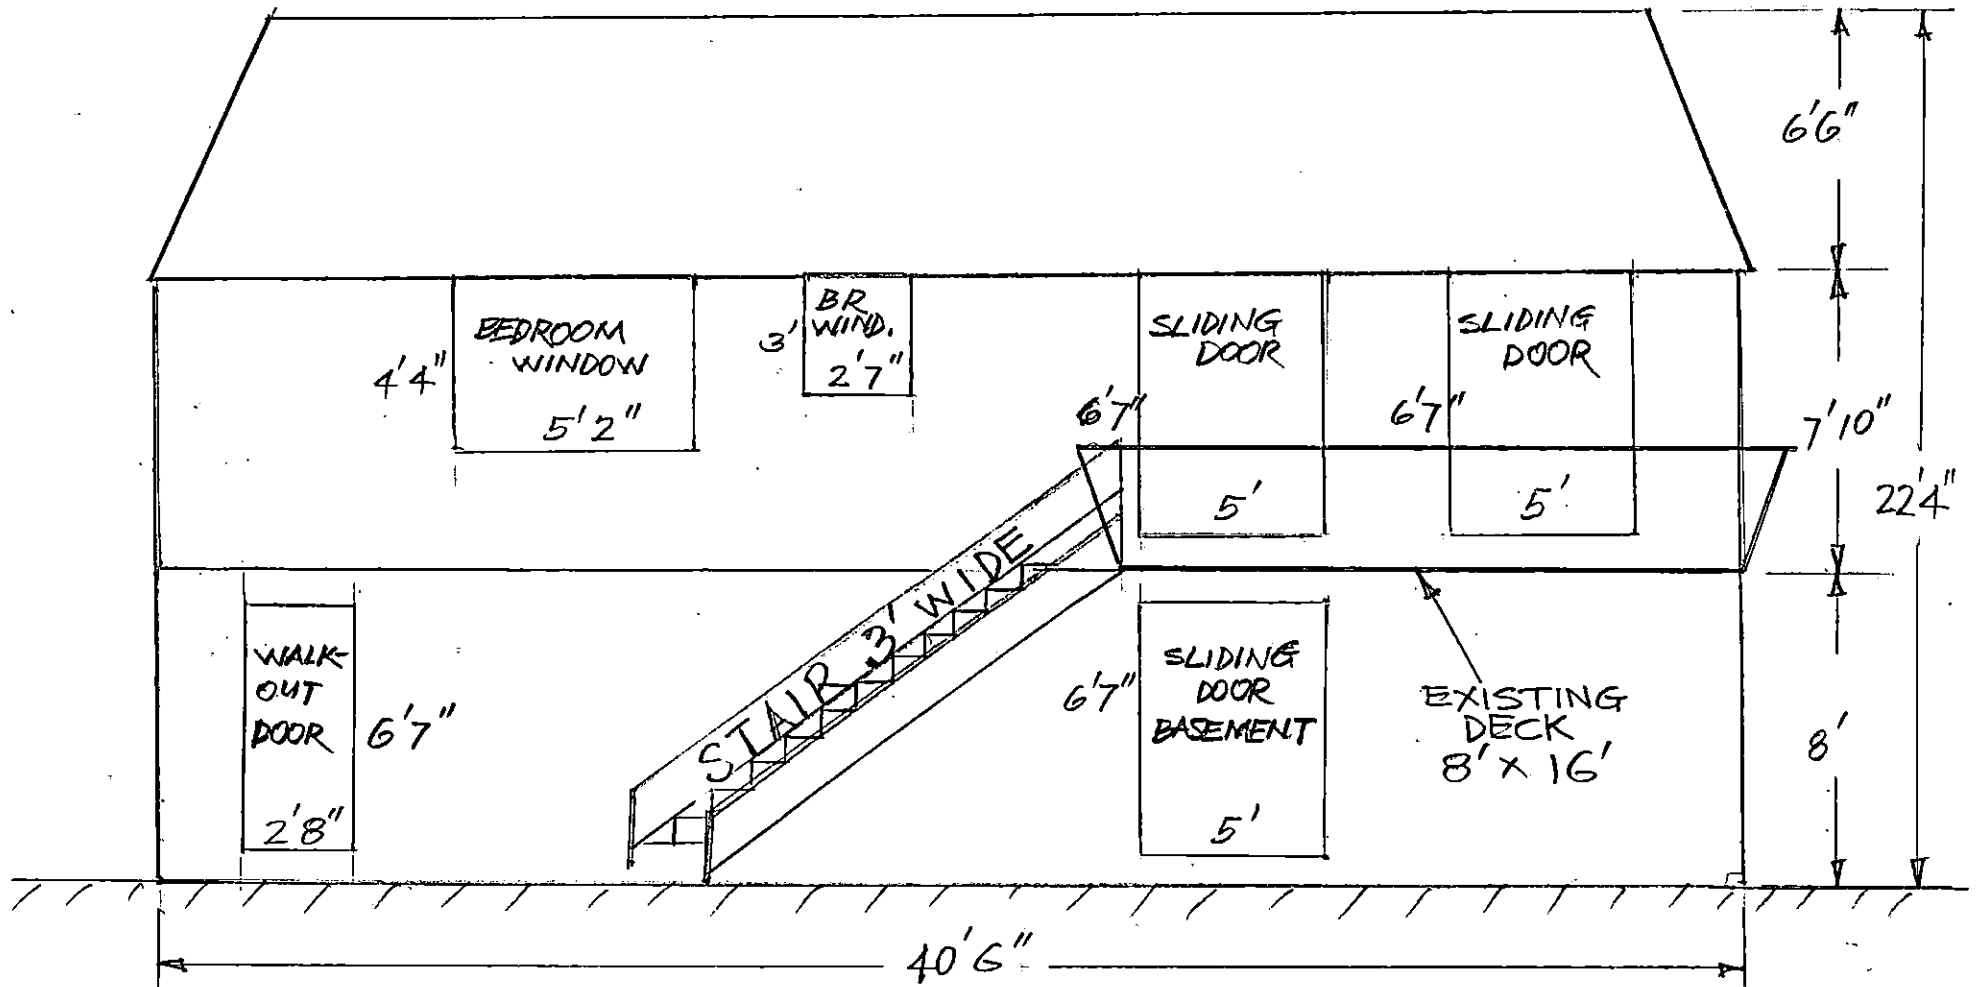 6'6"
BEDROOM
WINDOW
4'4"
5'2"
BR
WIND.
3'
2'7"
SLIDING
DOOR
6'7"
5'
SLIDING
DOOR
6'7"
5'
7'10"
22'4"
STAIR 3' WIDE
WALK-
OUT
DOOR
6'7"
2'8"
SLIDING
DOOR
BASEMENT
6'7"
5'
EXISTING
DECK
8' X 16'
8'
40'6"